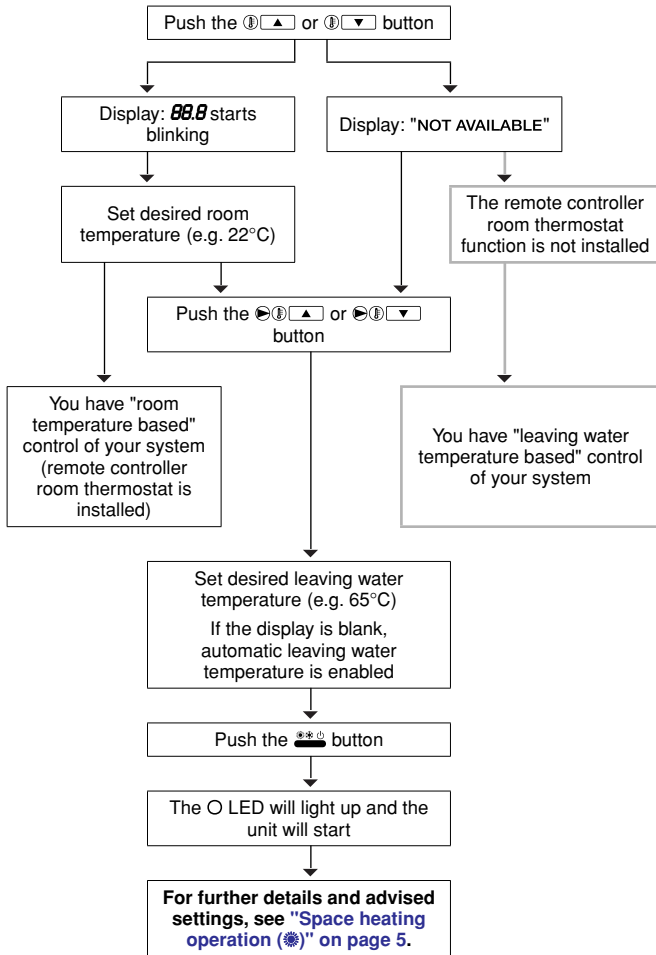 Push the ▲ or ▼ button
Display: 88.8 starts
blinking
Display: "NOT AVAILABLE"
Set desired room
temperature (e.g. 22°C)
The remote controller
room thermostat
function is not installed
Push the ▲ or ▼
button
You have "room
temperature based"
control of your system
(remote controller
room thermostat is
installed)
You have "leaving water
temperature based" control
of your system
Set desired leaving water
temperature (e.g. 65°C)
If the display is blank,
automatic leaving water
temperature is enabled
Push the button
The LED will light up and the
unit will start
For further details and advised
settings, see "Space heating
operation (☀)" on page 5.